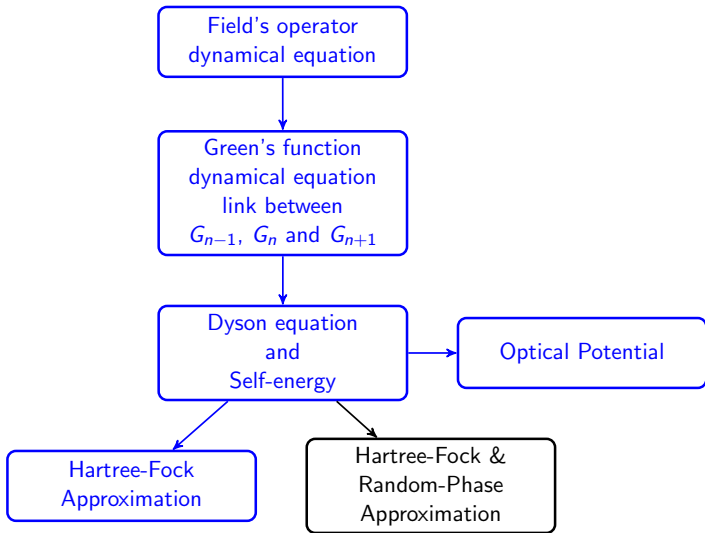 Field's operator
dynamical equation
Green's function
dynamical equation
link between
Gₙ₋₁, Gₙ and Gₙ₊₁
Dyson equation
and
Self-energy
Optical Potential
Hartree-Fock
Approximation
Hartree-Fock &
Random-Phase
Approximation